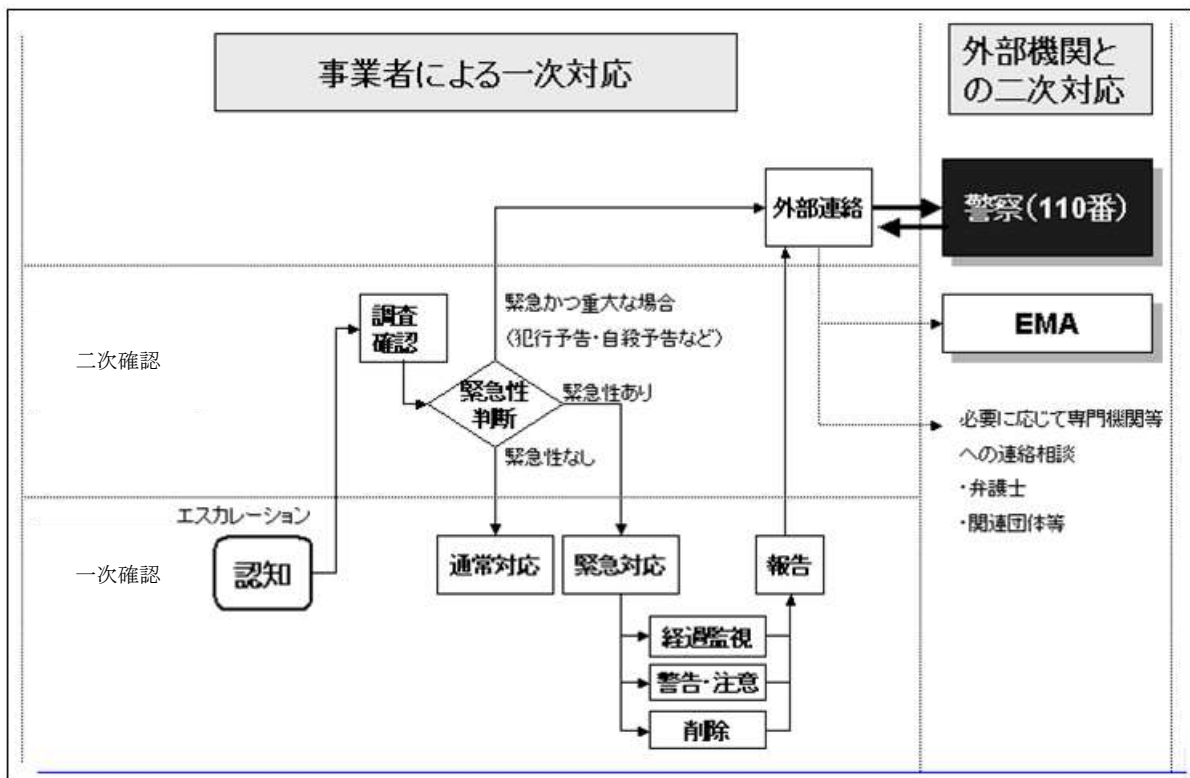 事業者による一次対応
外部機関と
の二次対応
外部連絡
警察(110番)
緊急かつ重大な場合
(犯行予告・自殺予告など)
調査
確認
EMA
二次確認
緊急性
判断
緊急性あり
緊急性なし
必要に応じて専門機関等
への連絡相談
・弁護士
・関連団体等
エスカレーション
一次確認
認知
通常対応
緊急対応
報告
経過監視
警告・注意
削除